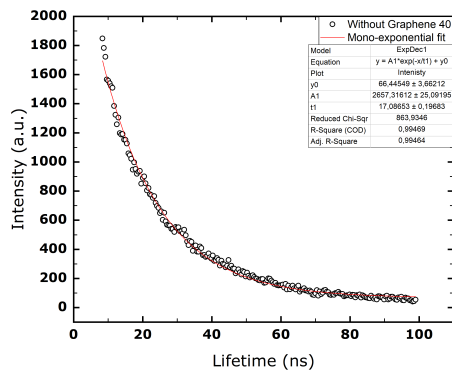 Without Graphene 40
Mono-exponential fit
Model ExpDec1
Equation y = A1*exp(-x/t1) + y0
Plot Intenisty
y0 66,44549 ± 3,66212
A1 2657,31612 ± 25,09195
t1 17,08653 ± 0,19683
Reduced Chi-Sqr 863,9346
R-Square (COD) 0,99469
Adj. R-Square 0,99464
Intensity (a.u.)
2000
1800
1600
1400
1200
1000
800
600
400
200
0
0 20 40 60 80 100
Lifetime (ns)